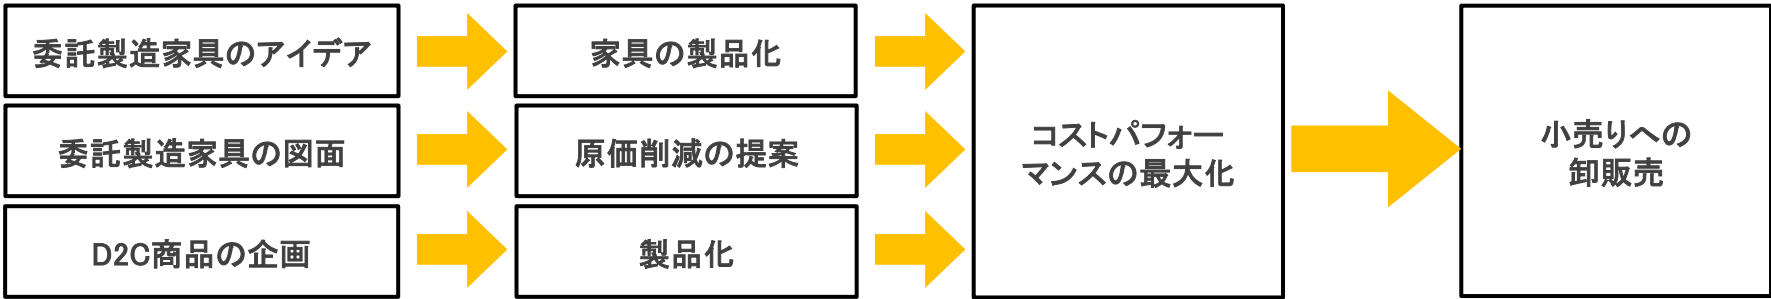 委託製造家具のアイデア
家具の製品化
委託製造家具の図面
原価削減の提案
D2C商品の企画
製品化
コストパフォー
マンスの最大化
小売りへの
卸販売